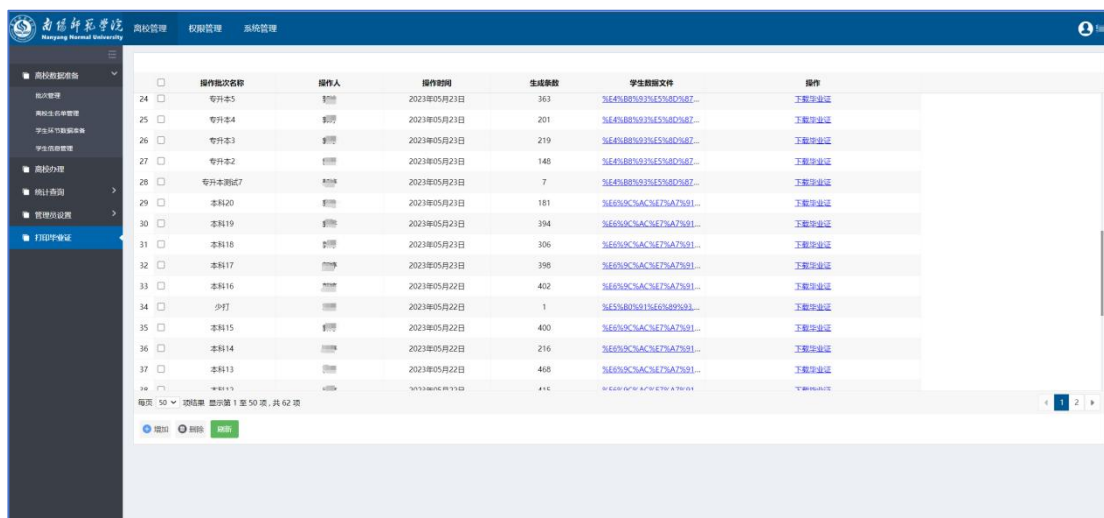 南阳师范学院 离校管理 权限管理 系统管理
Nanyang Normal University
离校数据准备
批次管理
离校生名单管理
学生环节数据准备
学生信息管理
离校办理
统计查询
管理员设置
打印毕业证
操作批次名称 操作人 操作时间 生成条数 学生数据文件 操作
24 专升本5 2023年05月23日 363 %E4%B8%93%E5%8D%87... 下载毕业证
25 专升本4 2023年05月23日 201 %E4%B8%93%E5%8D%87... 下载毕业证
26 专升本3 2023年05月23日 219 %E4%B8%93%E5%8D%87... 下载毕业证
27 专升本2 2023年05月23日 148 %E4%B8%93%E5%8D%87... 下载毕业证
28 专升本测试7 2023年05月23日 7 %E4%B8%93%E5%8D%87... 下载毕业证
29 本科20 2023年05月23日 181 %E6%9C%AC%E7%A7%91... 下载毕业证
30 本科19 2023年05月23日 394 %E6%9C%AC%E7%A7%91... 下载毕业证
31 本科18 2023年05月23日 306 %E6%9C%AC%E7%A7%91... 下载毕业证
32 本科17 2023年05月23日 398 %E6%9C%AC%E7%A7%91... 下载毕业证
33 本科16 2023年05月22日 402 %E6%9C%AC%E7%A7%91... 下载毕业证
34 少打 2023年05月22日 1 %E5%B0%91%E6%89%93... 下载毕业证
35 本科15 2023年05月22日 400 %E6%9C%AC%E7%A7%91... 下载毕业证
36 本科14 2023年05月22日 216 %E6%9C%AC%E7%A7%91... 下载毕业证
37 本科13 2023年05月22日 468 %E6%9C%AC%E7%A7%91... 下载毕业证
每页 50 项结果 显示第 1 至 50 项，共 62 项 1 2
增加 删除 刷新